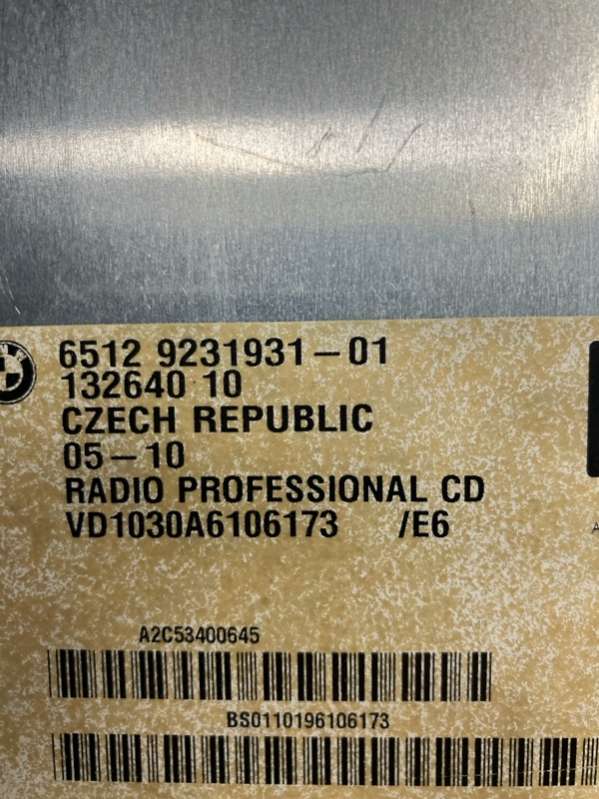 6512 9231931-01
132640 10
CZECH REPUBLIC
05-10
RADIO PROFESSIONAL CD
VD1030A6106173 /E6
A2C53400645
BS0110196106173